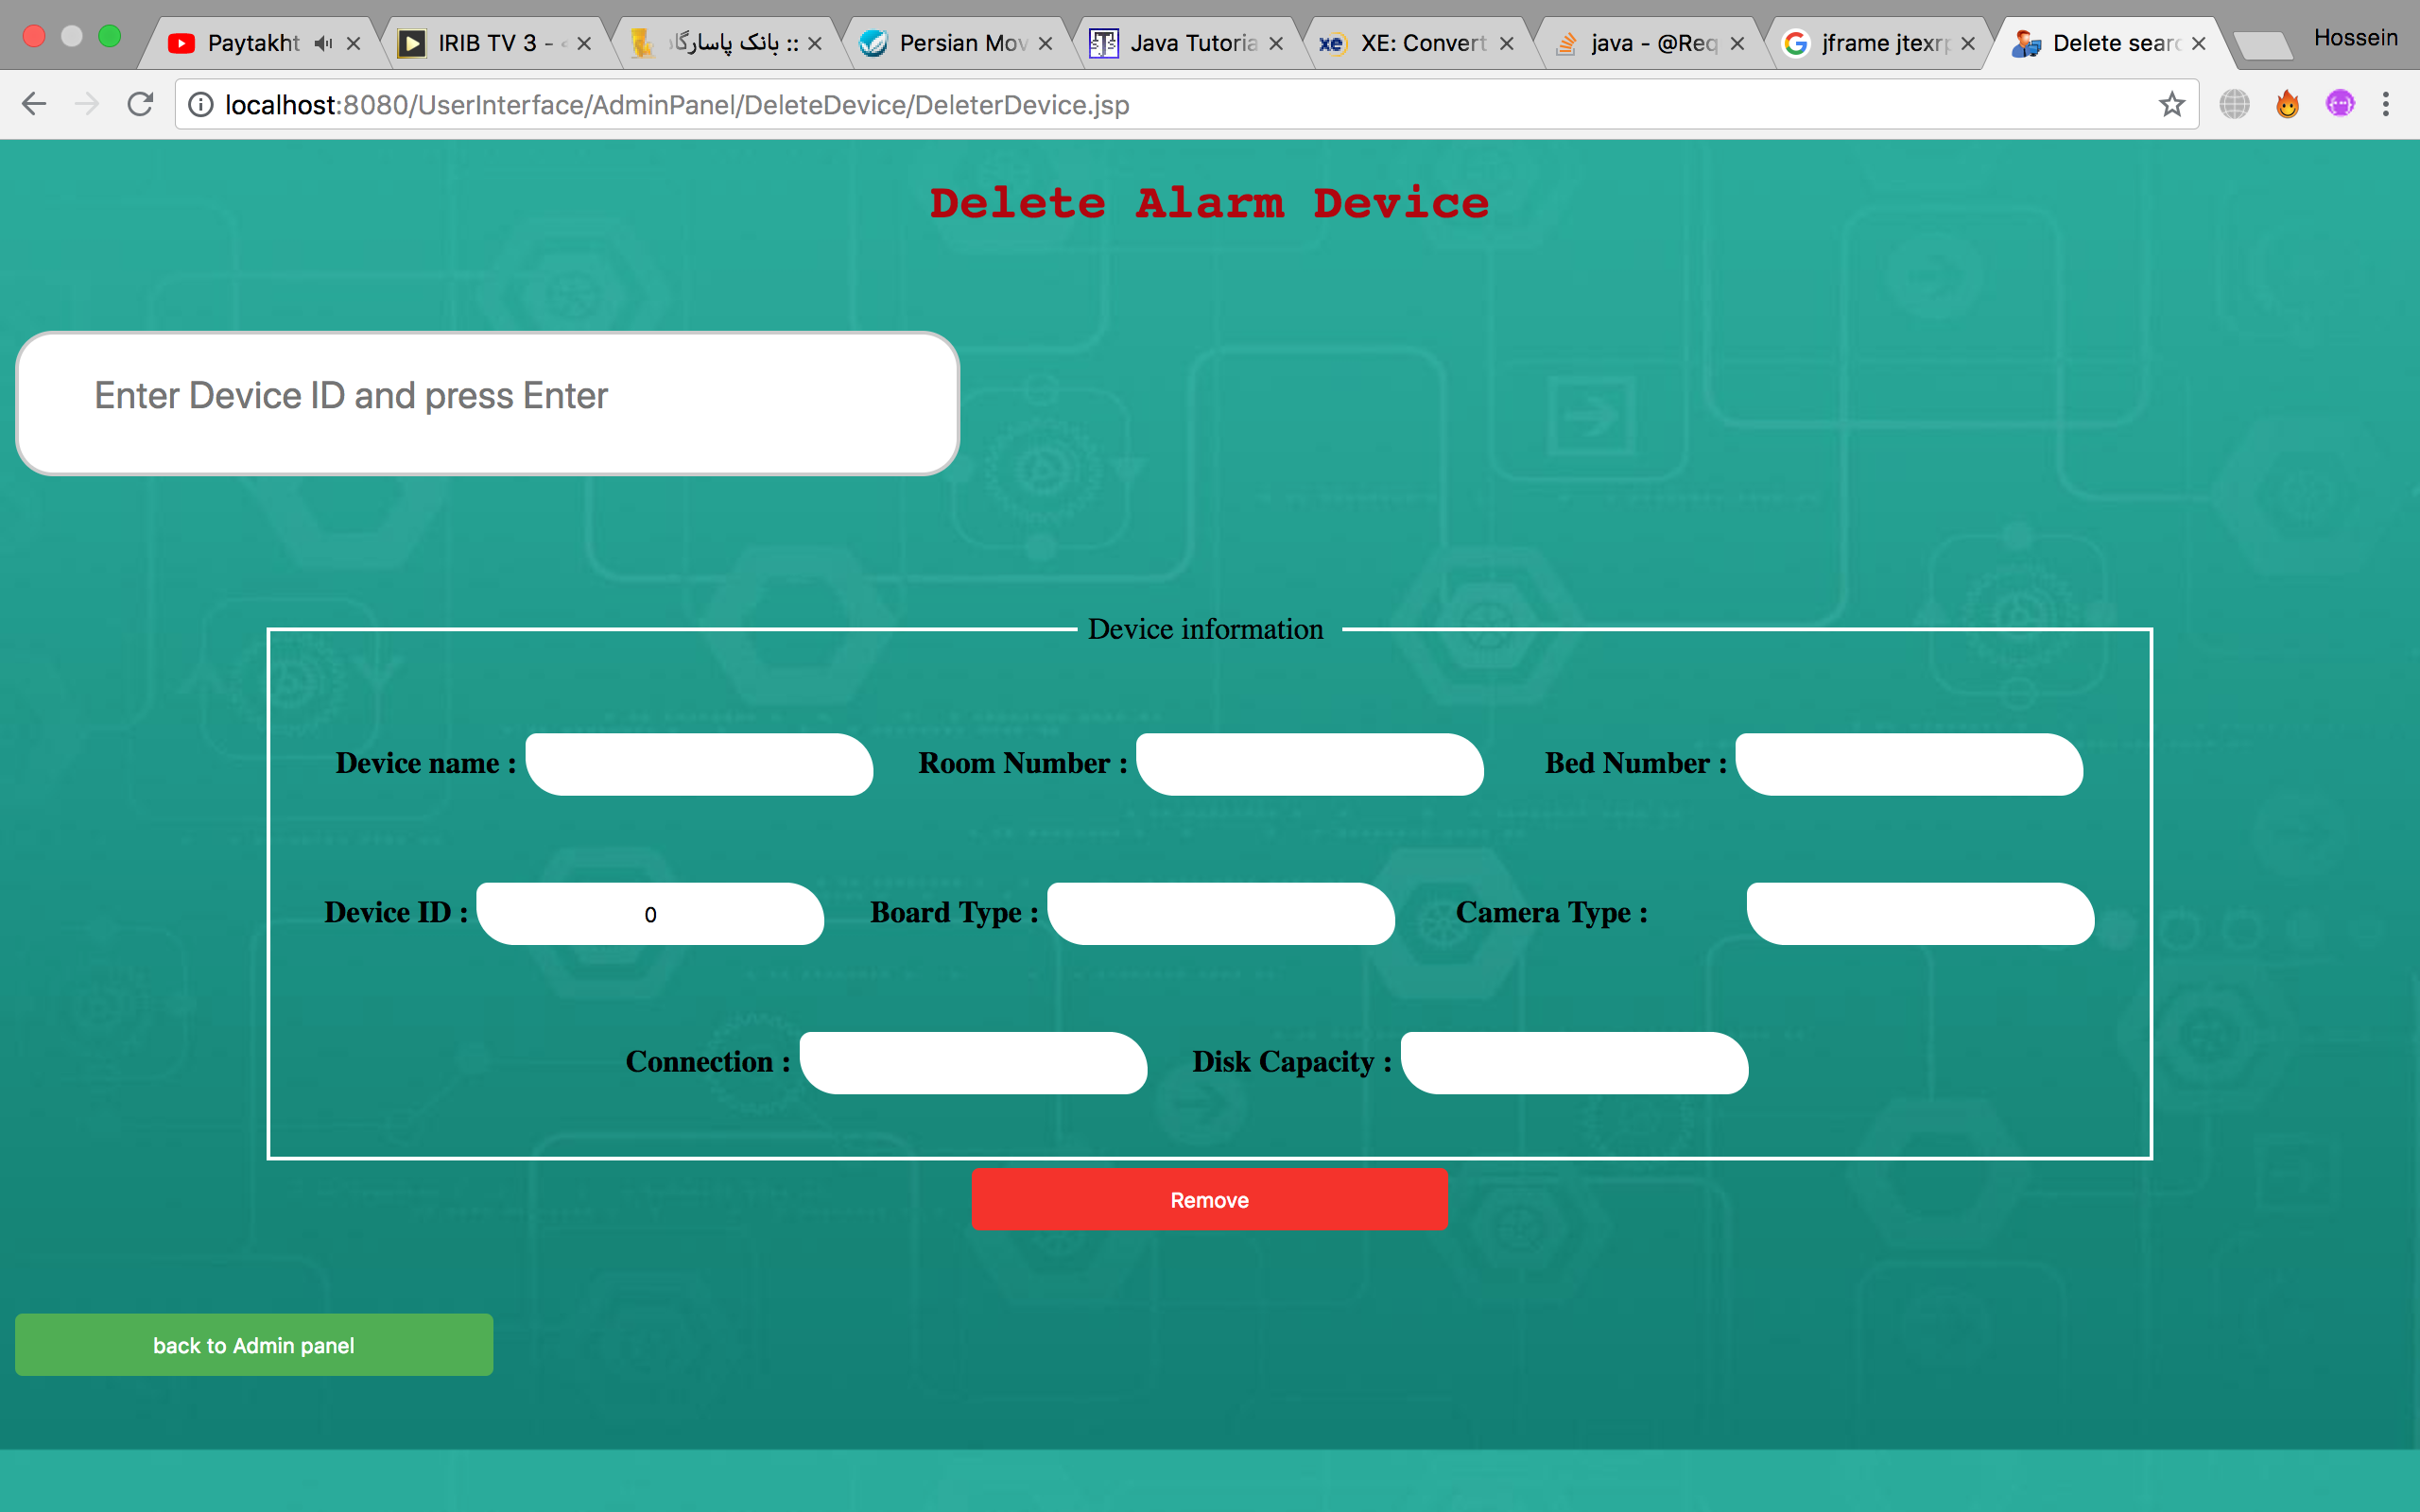 Paytakht
IRIB TV 3 -
بانک پاسارگاد ::
Persian Mov
Java Tutoria
XE: Convert
java - @Req
jframe jtexrp
Delete searc
Hossein
localhost:8080/UserInterface/AdminPanel/DeleteDevice/DeleterDevice.jsp
Delete Alarm Device
Enter Device ID and press Enter
Device information
Device name : Room Number : Bed Number :
Device ID : 0 Board Type : Camera Type :
Connection : Disk Capacity :
Remove
back to Admin panel